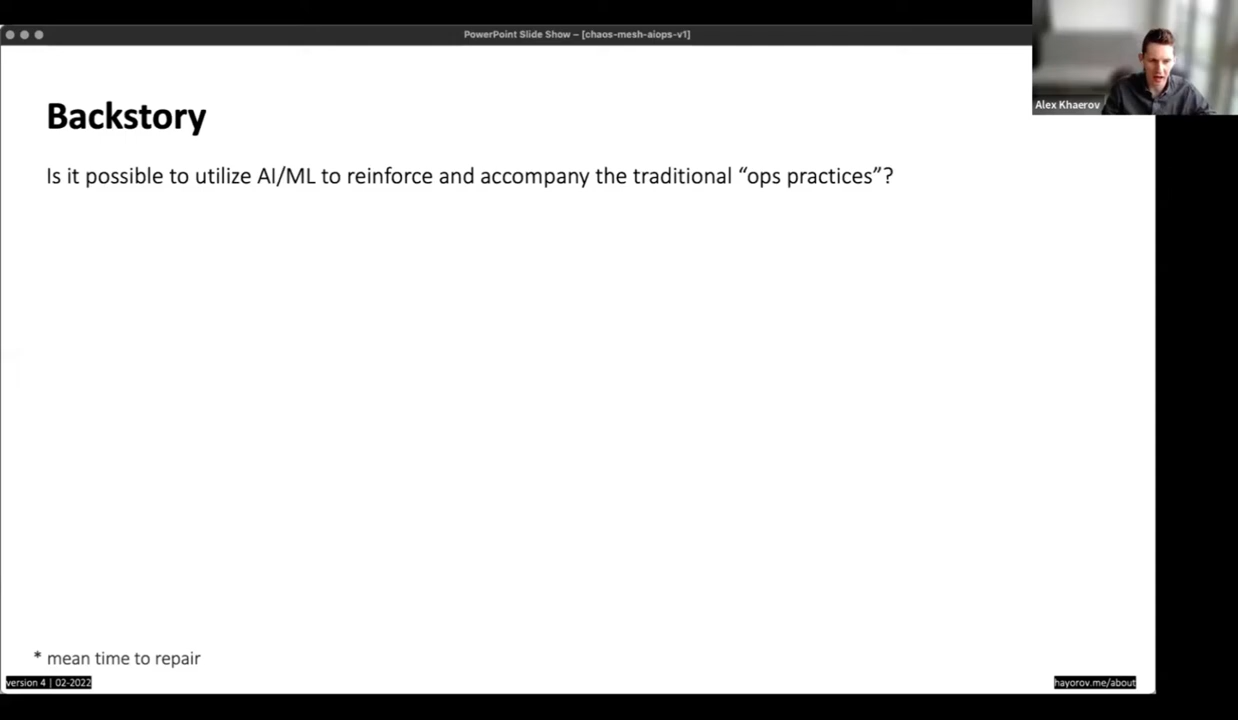 PowerPoint Slide Show – [chaos-mesh-aiops-v1]
Alex Khaerov
Backstory
Is it possible to utilize AI/ML to reinforce and accompany the traditional “ops practices”?
* mean time to repair
version 4 | 02-2022
hayorov.me/about